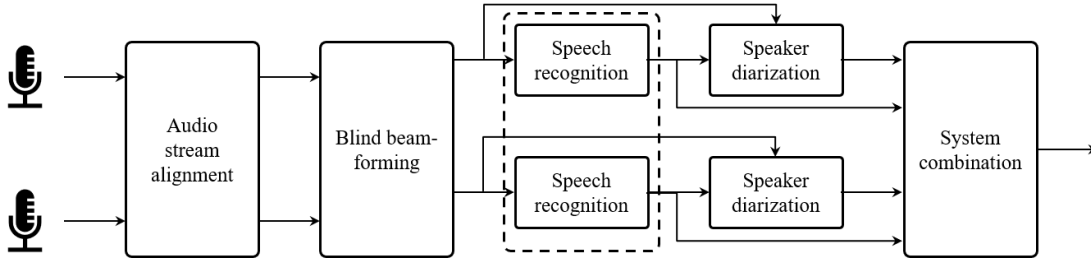 Audio
stream
alignment
Blind beam-
forming
Speech
recognition
Speaker
diarization
Speech
recognition
Speaker
diarization
System
combination